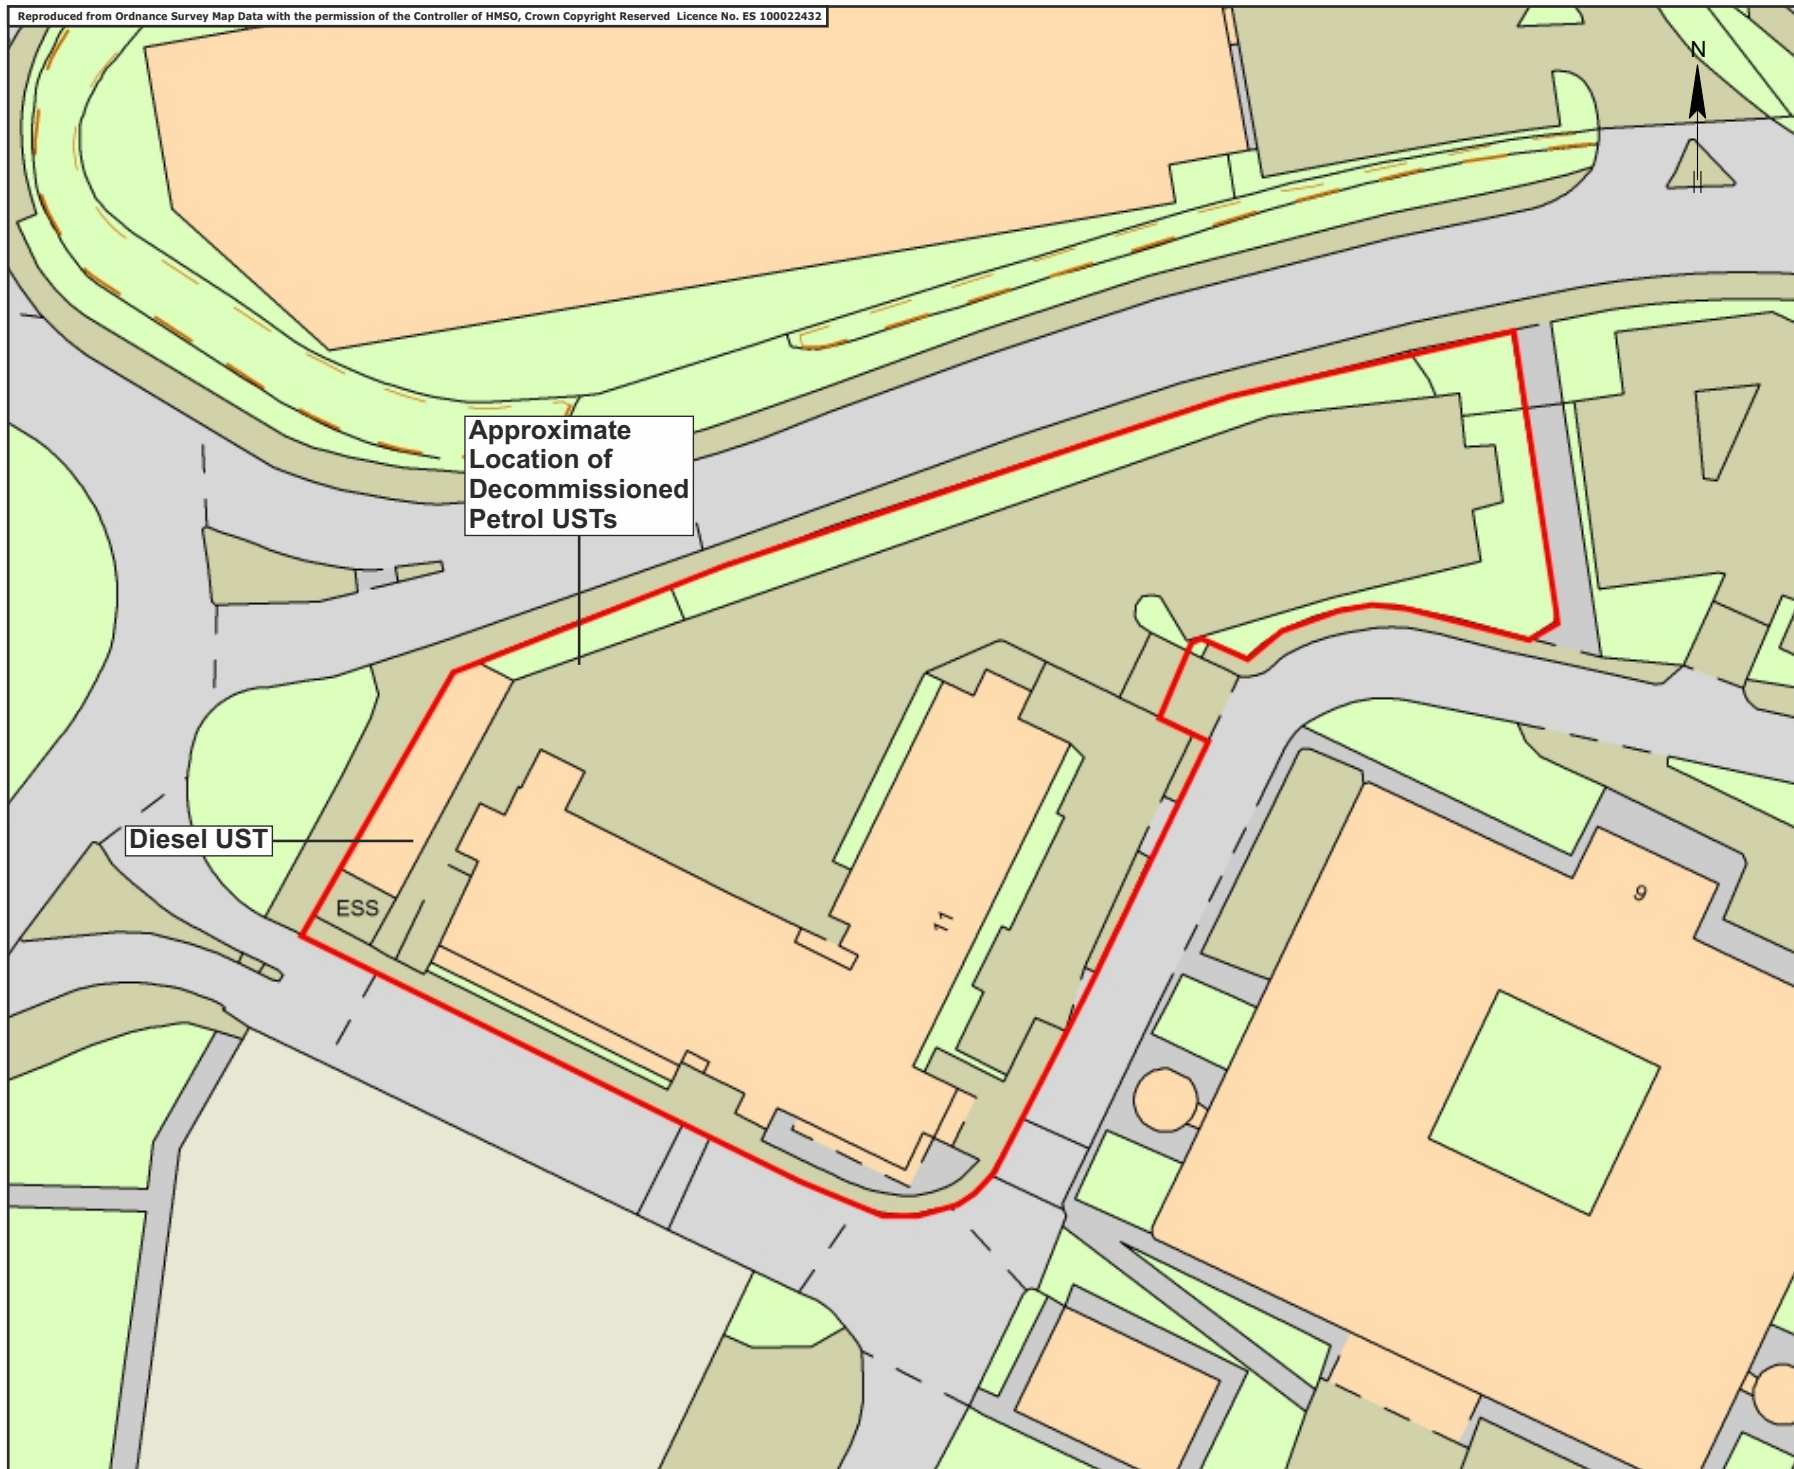 Reproduced from Ordnance Survey Map Data with the permission of the Controller of HMSO, Crown Copyright Reserved Licence No. ES 100022432
N
Approximate
Location of
Decommissioned
Petrol USTs
Diesel UST
ESS
11
9